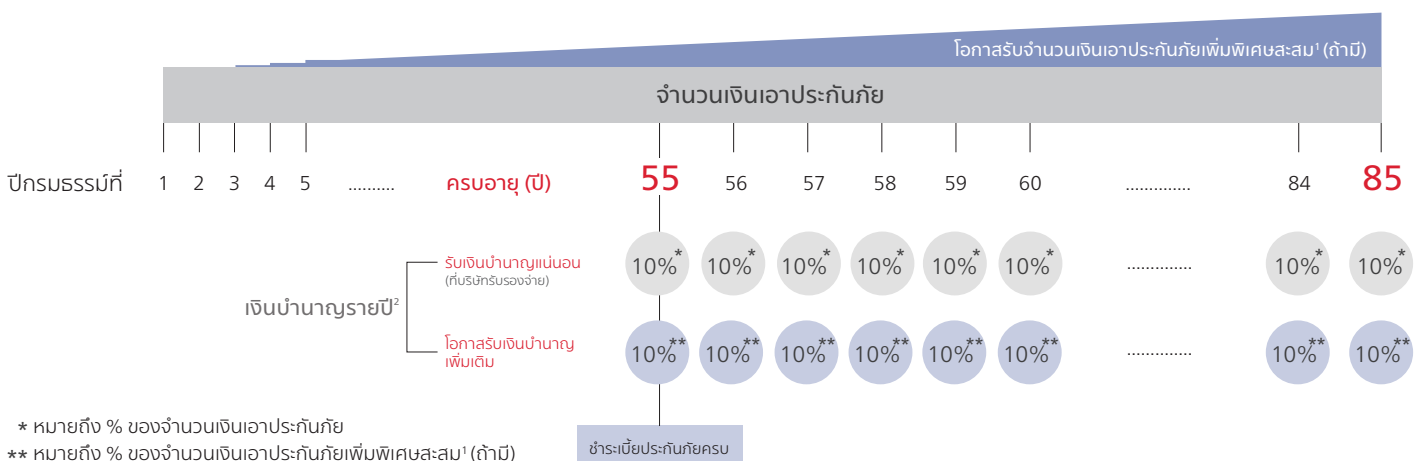 โอกาสรับจำนวนเงินเอาประกันภัยเพิ่มพิเศษสะสม¹ (ถ้ามี)
จำนวนเงินเอาประกันภัย
ปีกรมธรรม์ที่ 1 2 3 4 5 .......... ครบอายุ (ปี) 55 56 57 58 59 60 .............. 84 85
รับเงินบำนาญแน่นอน 10%* 10%* 10%* 10%* 10%* 10%* .............. 10%* 10%*
(ที่บริษัทรับรองจ่าย)
เงินบำนาญรายปี²
โอกาสรับเงินบำนาญ
เพิ่มเติม 10%** 10%** 10%** 10%** 10%** 10%** .............. 10%** 10%**
* หมายถึง % ของจำนวนเงินเอาประกันภัย
** หมายถึง % ของจำนวนเงินเอาประกันภัยเพิ่มพิเศษสะสม¹ (ถ้ามี)
ชำระเบี้ยประกันภัยครบ